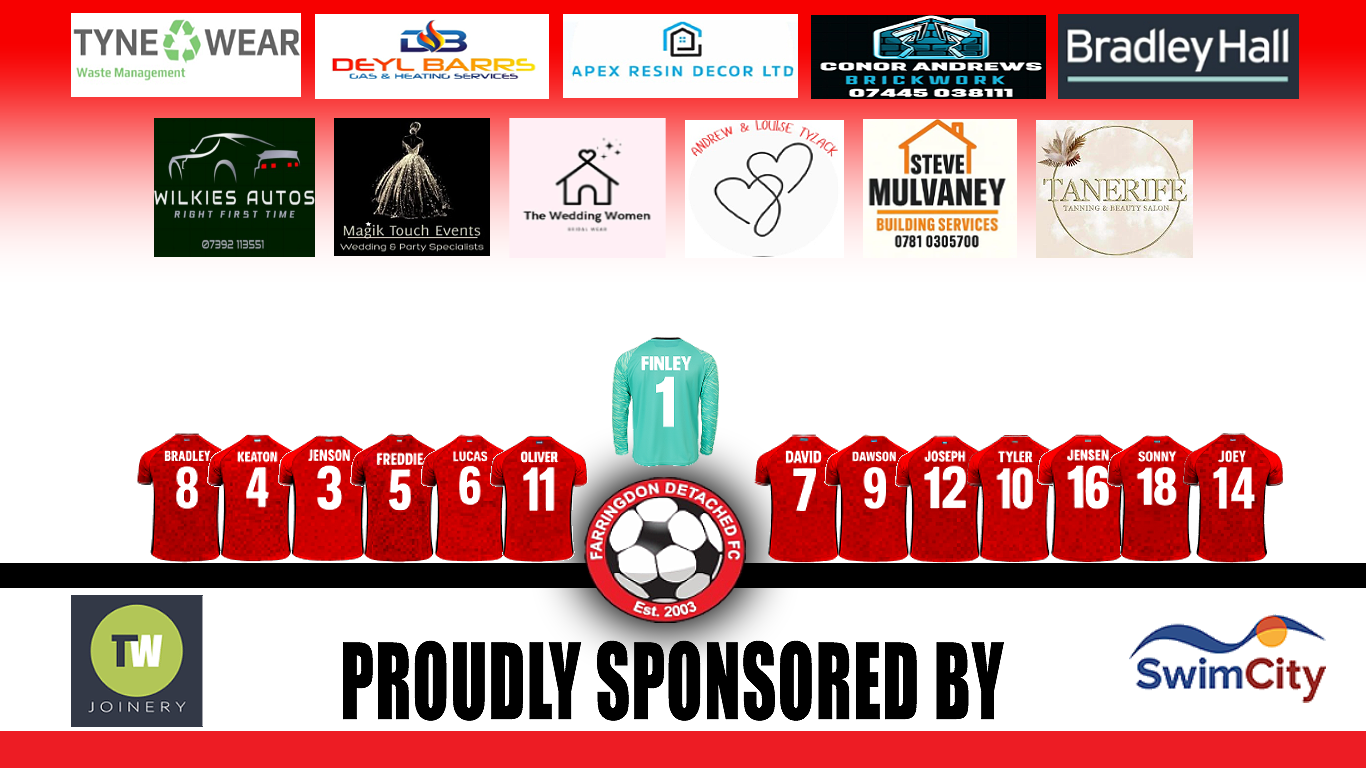 TYNE WEAR
Waste Management
DB
DEYL BARRS
GAS & HEATING SERVICES
APEX RESIN DECOR LTD
CONOR ANDREWS
BRICKWORK
07445 038111
Bradley Hall
WILKIES AUTOS
RIGHT FIRST TIME
07392 113551
Magik Touch Events
Wedding & Party Specialists
The Wedding Women
BRIDAL WEAR
ANDREW & LOUISE TYZACK
STEVE
MULVANEY
BUILDING SERVICES
0781 0305700
TANERIFE
TANNING & BEAUTY SALON
FINLEY
1
BRADLEY
8
KEATON
4
JENSON
3
FREDDIE
5
LUCAS
6
OLIVER
11
DAVID
7
DAWSON
9
JOSEPH
12
TYLER
10
JENSEN
16
SONNY
18
JOEY
14
FARRINGDON DETACHED FC
Est. 2003
TW
JOINERY
PROUDLY SPONSORED BY
SwimCity